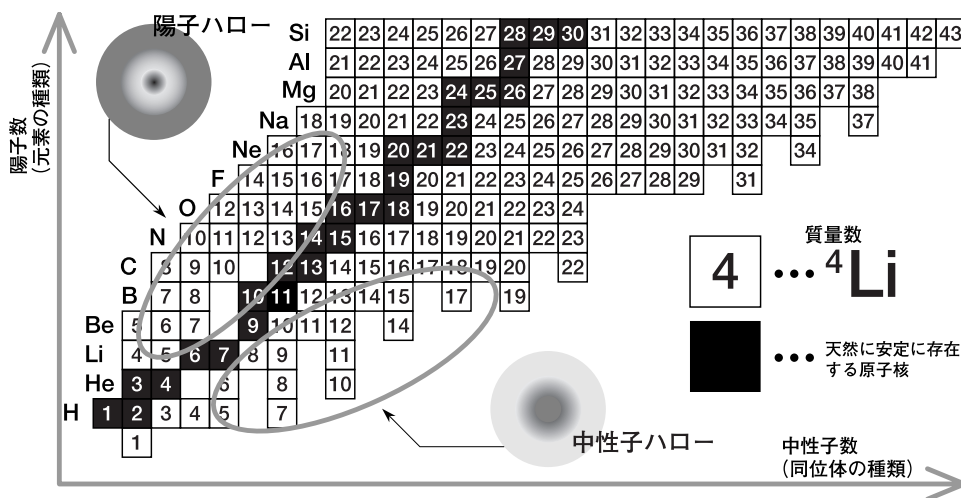 陽子ハロー
陽子数
(元素の種類)
Si 22 23 24 25 26 27 28 29 30 31 32 33 34 35 36 37 38 39 40 41 42 43
Al 21 22 23 24 25 26 27 28 29 30 31 32 33 34 35 36 37 38 39 40 41
Mg 20 21 22 23 24 25 26 27 28 29 30 31 32 33 34 35 36 37 38
Na 18 19 20 21 22 23 24 25 26 27 28 29 30 31 32 33 34 35 37
Ne 16 17 18 19 20 21 22 23 24 25 26 27 28 29 30 31 32 34
F 14 15 16 17 18 19 20 21 22 23 24 25 26 27 28 29 31
O 12 13 14 15 16 17 18 19 20 21 22 23 24
N 10 11 12 13 14 15 16 17 18 19 20 21 22 23
C 8 9 10 12 13 14 15 16 17 18 19 20 22
B 7 8 10 11 12 13 14 15 17 19
Be 5 6 7 9 10 11 12 14
Li 4 5 6 7 8 9 11
He 3 4 6 8 10
H 1 2 3 4 5 7
1
質量数
4 ••• ⁴Li
••• 天然に安定に存在
する原子核
中性子ハロー
中性子数
(同位体の種類)